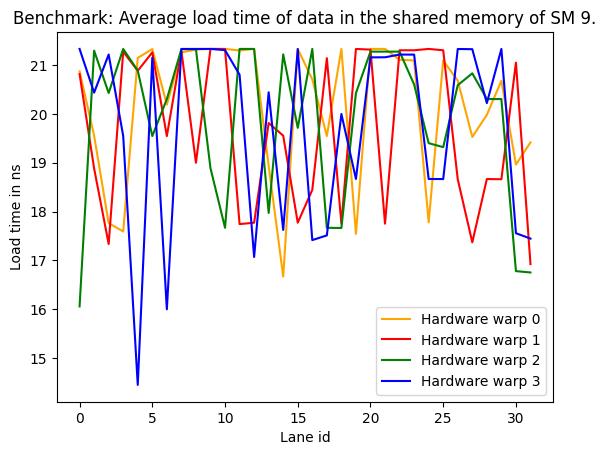 Benchmark: Average load time of data in the shared memory of SM 9.
Load time in ns
21
20
19
18
17
16
15
Hardware warp 0
Hardware warp 1
Hardware warp 2
Hardware warp 3
0 5 10 15 20 25 30
Lane id